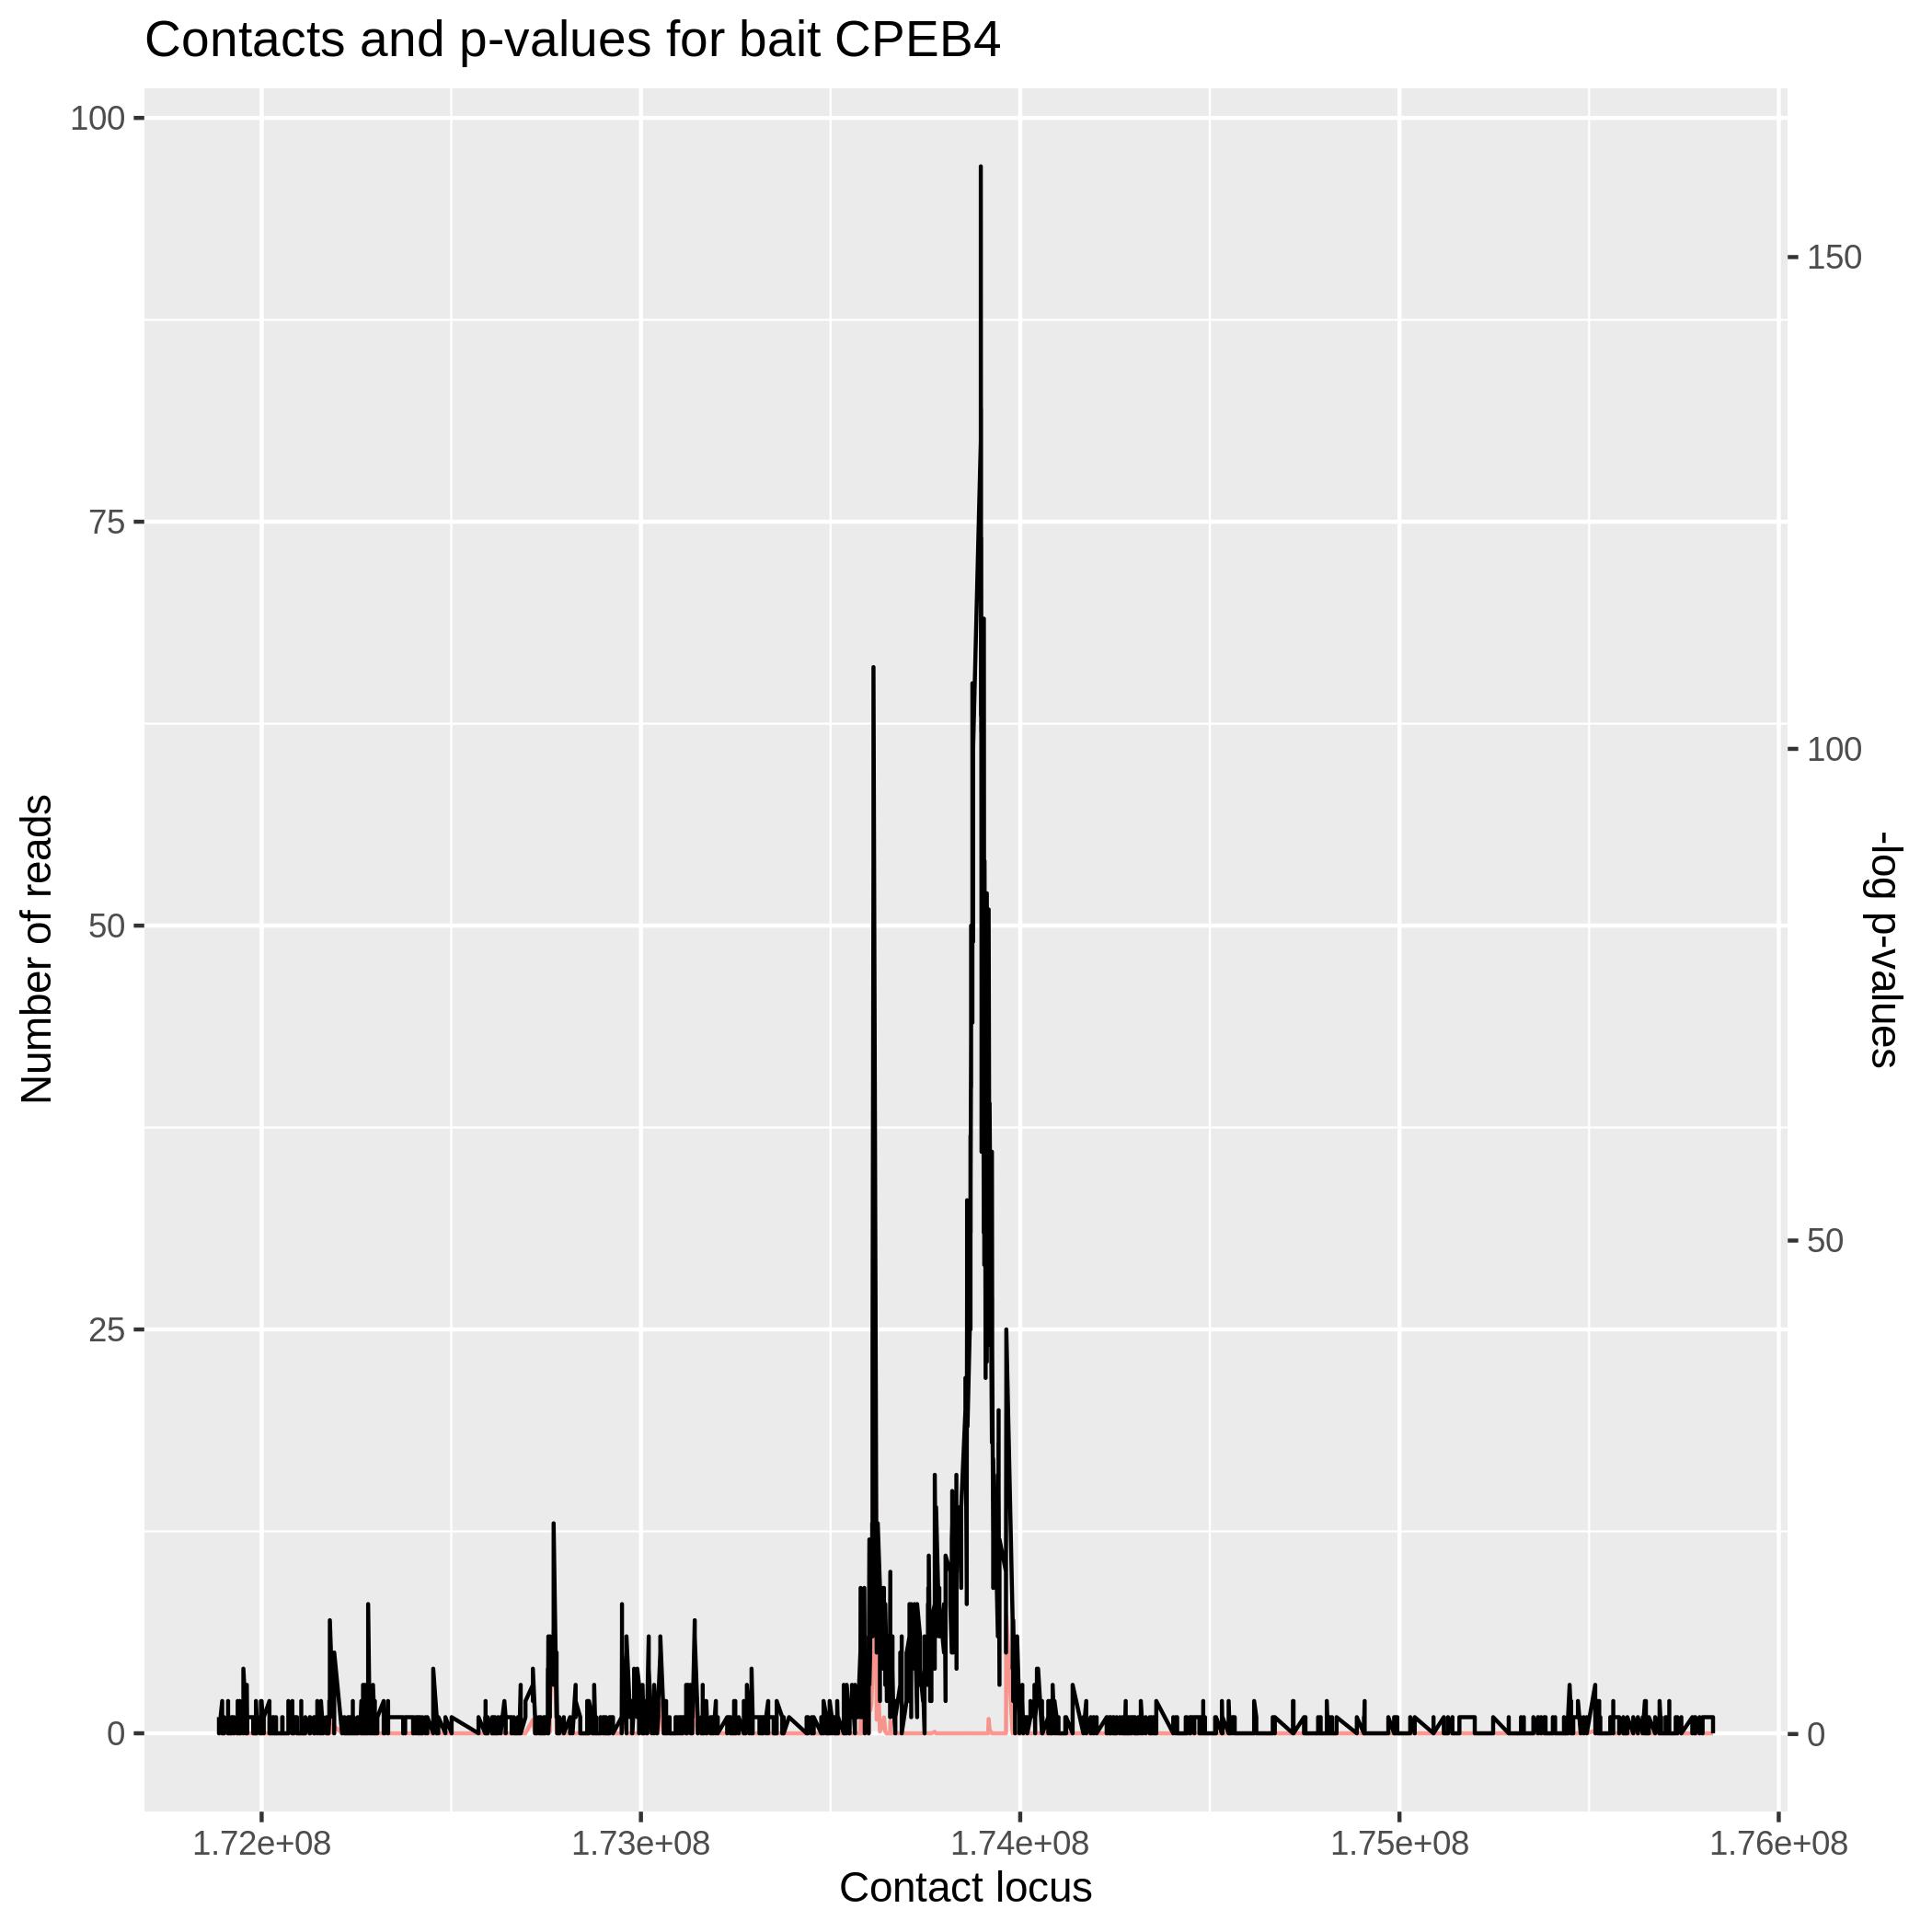 Contacts and p-values for bait CPEB4
100
75
50
25
0
Number of reads
150
100
50
0
-log p-values
1.72e+08
1.73e+08
1.74e+08
1.75e+08
1.76e+08
Contact locus